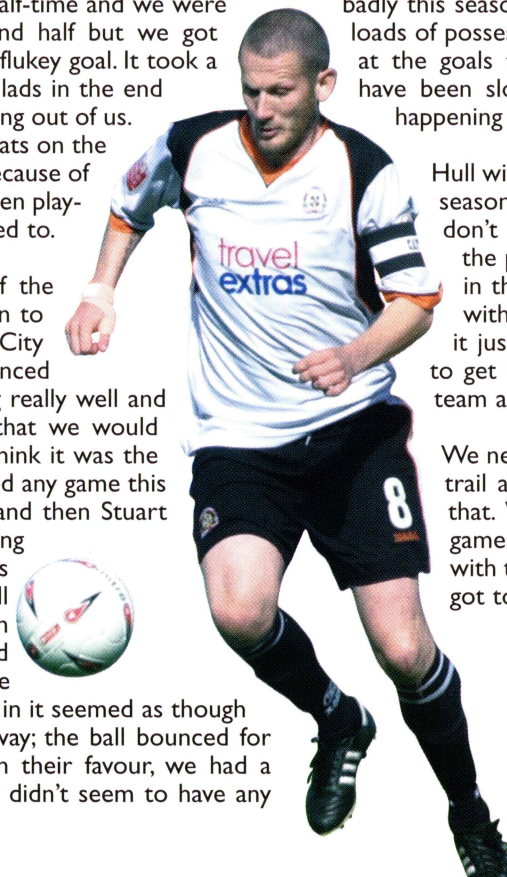 alf-time and we were
nd half but we got
flukey goal. It took a
lads in the end
ng out of us.
ats on the
ecause of
en play-
ed to.
f the
n to
City
nced
g really well and
that we would
hink it was the
d any game this
and then Stuart
ng
s
ll
n
d
e
in it seemed as though
way; the ball bounced for
n their favour, we had a
didn't seem to have any
travel
extras
8
badly this seaso
loads of posses
at the goals
have been slo
happening
Hull wi
season
don't
the p
in th
with
it jus
to get
team a
We ne
trail a
that.
games
with t
got to